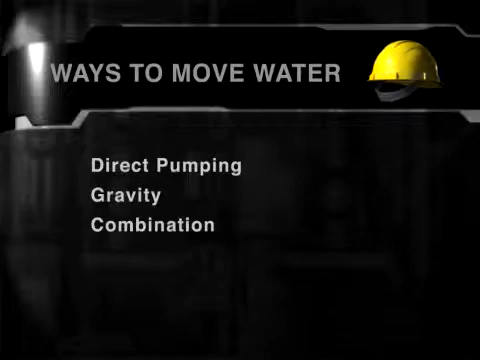 WAYS TO MOVE WATER
Direct Pumping
Gravity
Combination